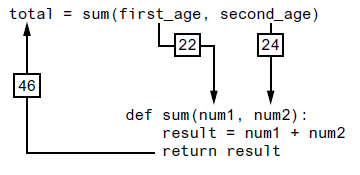 total = sum(first_age, second_age)
22
24
46
def sum(num1, num2):
    result = num1 + num2
    return result